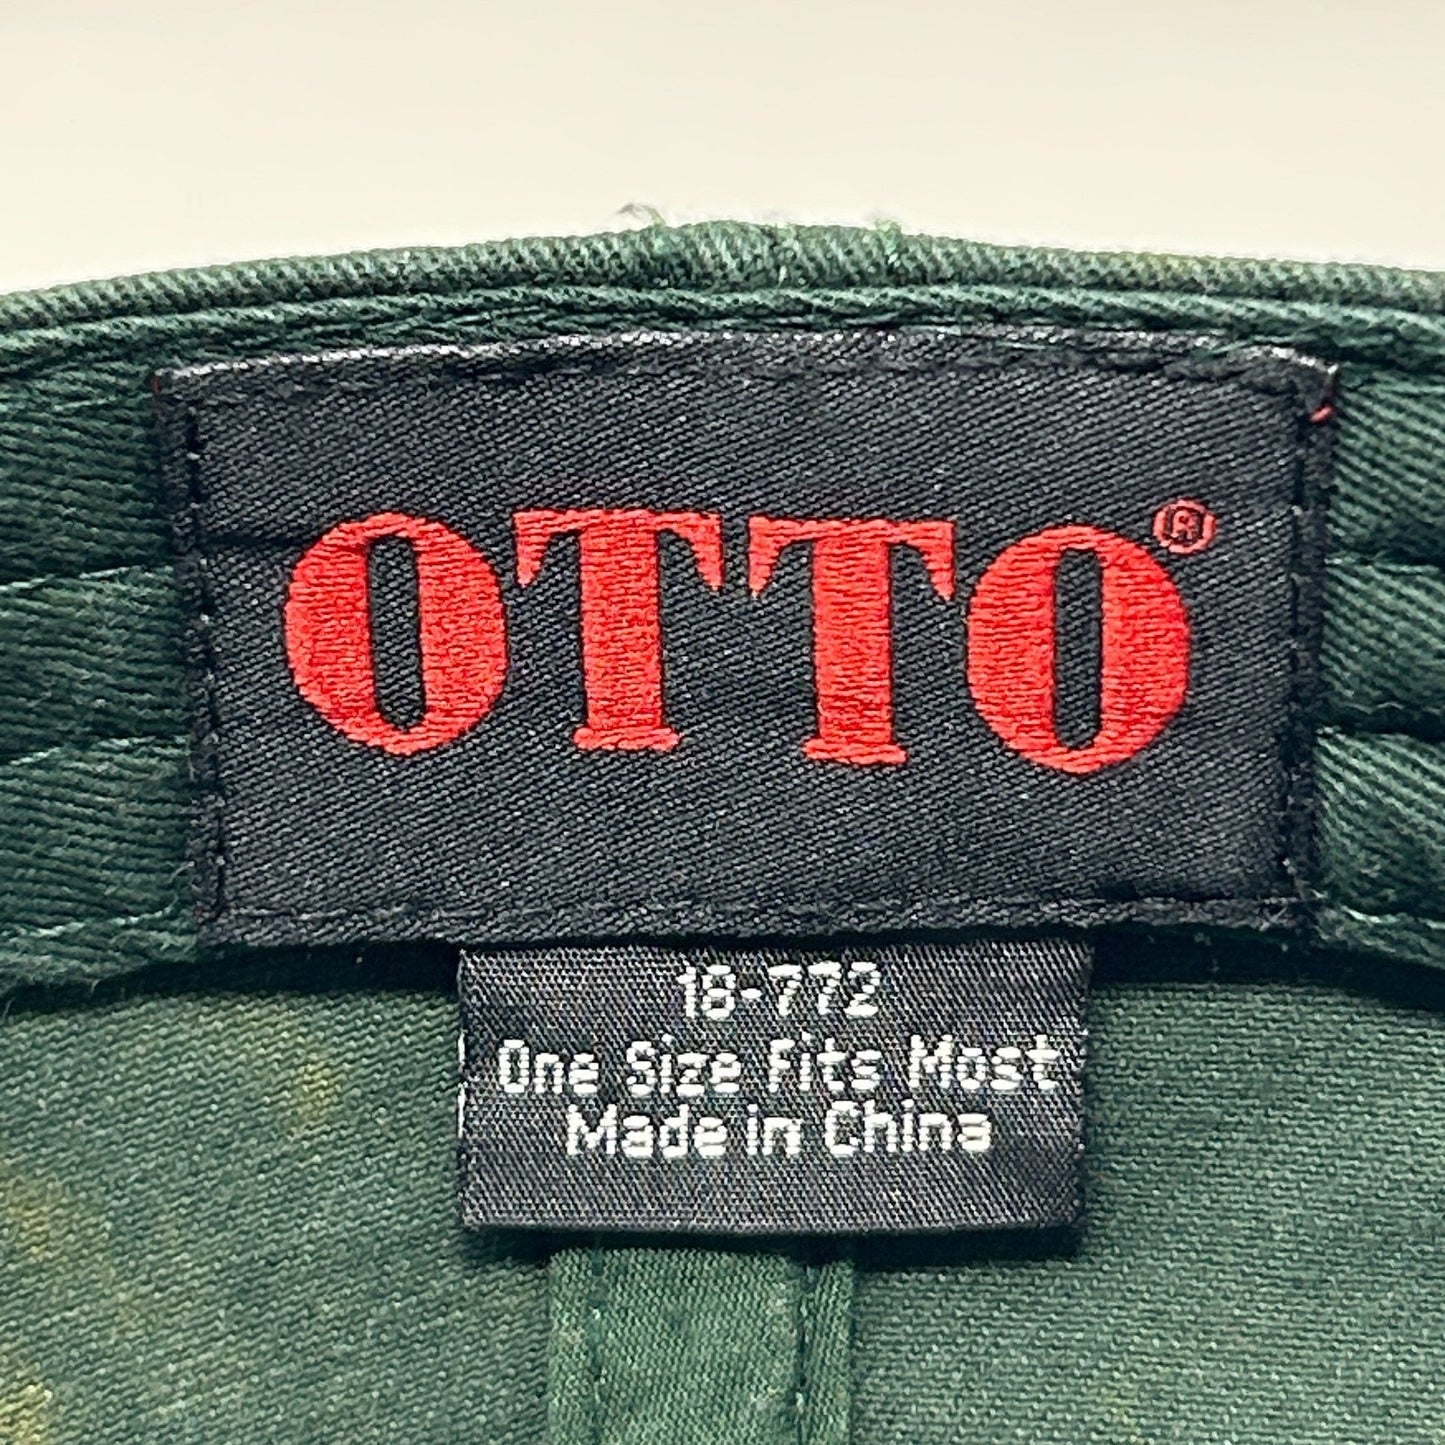 OTTO®
18-772
One Size Fits Most
Made in China